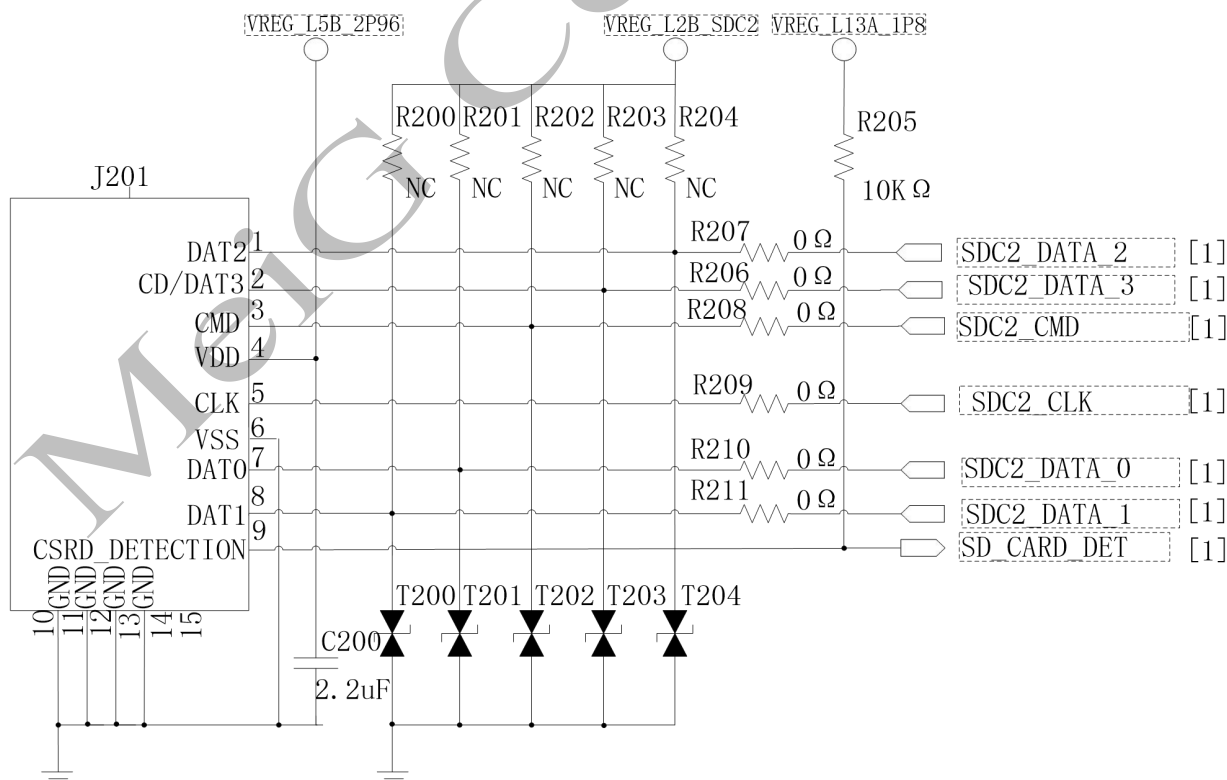 VREG_L5B_2P96 VREG_L2B_SDC2 VREG_L13A_1P8
R200 R201 R202 R203 R204 R205
NC NC NC NC NC 10KΩ
J201
DAT2 1 R207 0Ω SDC2_DATA_2 [1]
CD/DAT3 2 R206 0Ω SDC2_DATA_3 [1]
CMD 3 R208 0Ω SDC2_CMD [1]
VDD 4
CLK 5 R209 0Ω SDC2_CLK [1]
VSS 6
DAT0 7 R210 0Ω SDC2_DATA_0 [1]
DAT1 8 R211 0Ω SDC2_DATA_1 [1]
CSRD_DETECTION 9 SD_CARD_DET [1]
GND GND GND GND
10 11 12 13 14 15
T200 T201 T202 T203 T204
C200
2.2uF
MeiG